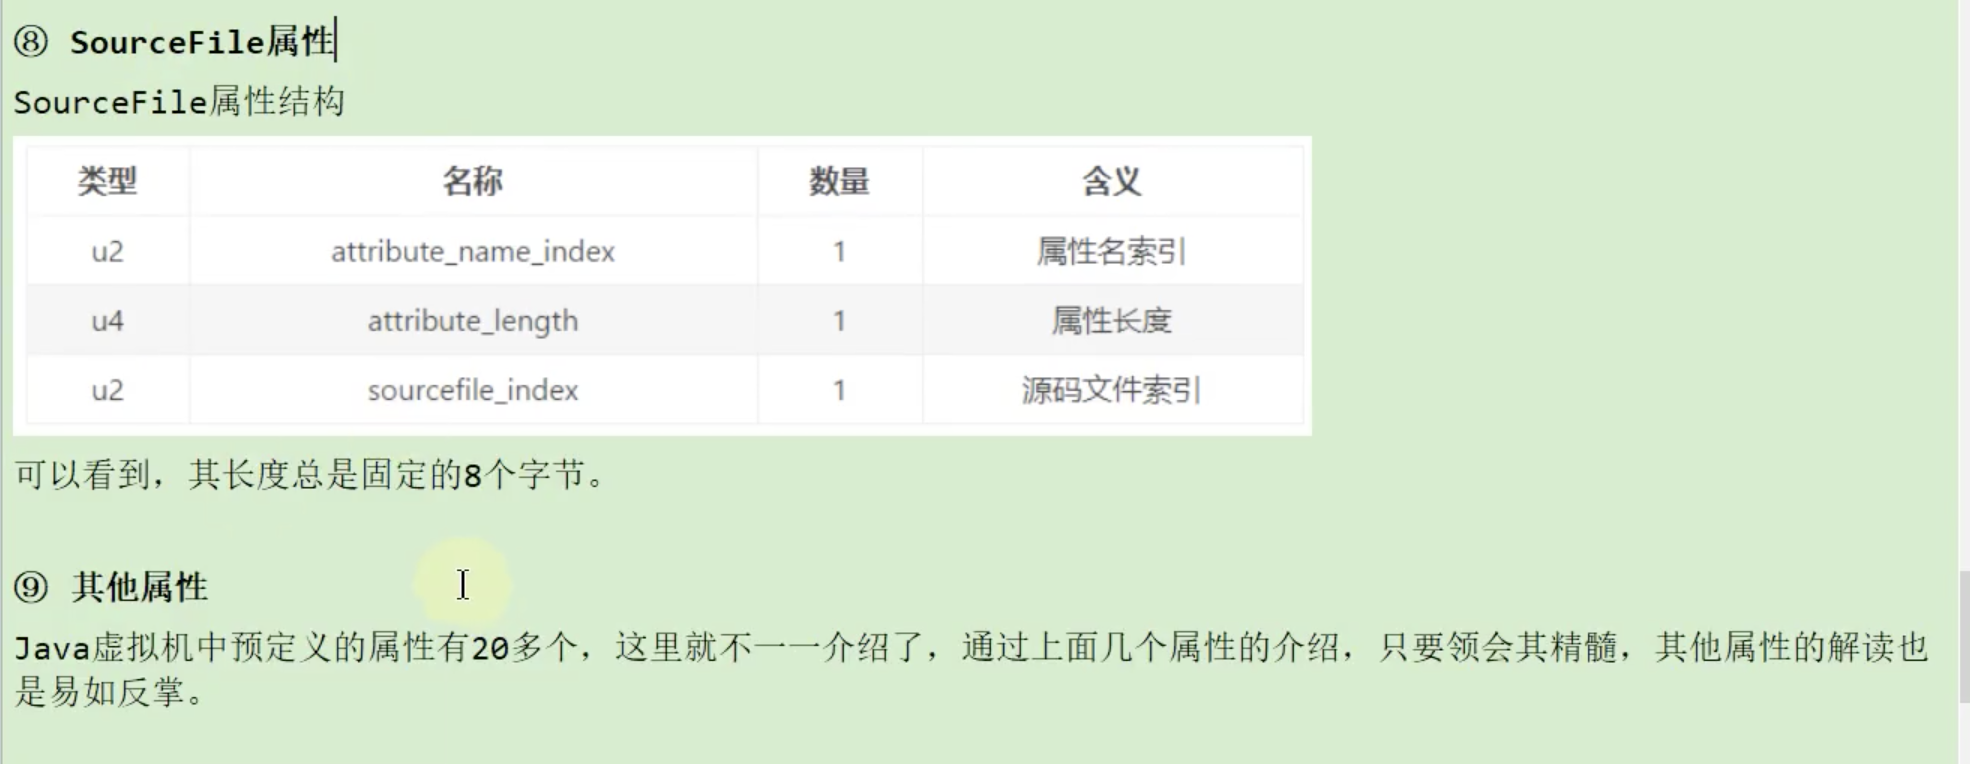 ⑧ SourceFile属性
SourceFile属性结构
类型 名称 数量 含义
u2 attribute_name_index 1 属性名索引
u4 attribute_length 1 属性长度
u2 sourcefile_index 1 源码文件索引
可以看到，其长度总是固定的8个字节。
⑨ 其他属性
Java虚拟机中预定义的属性有20多个，这里就不一一介绍了，通过上面几个属性的介绍，只要领会其精髓，其他属性的解读也
是易如反掌。